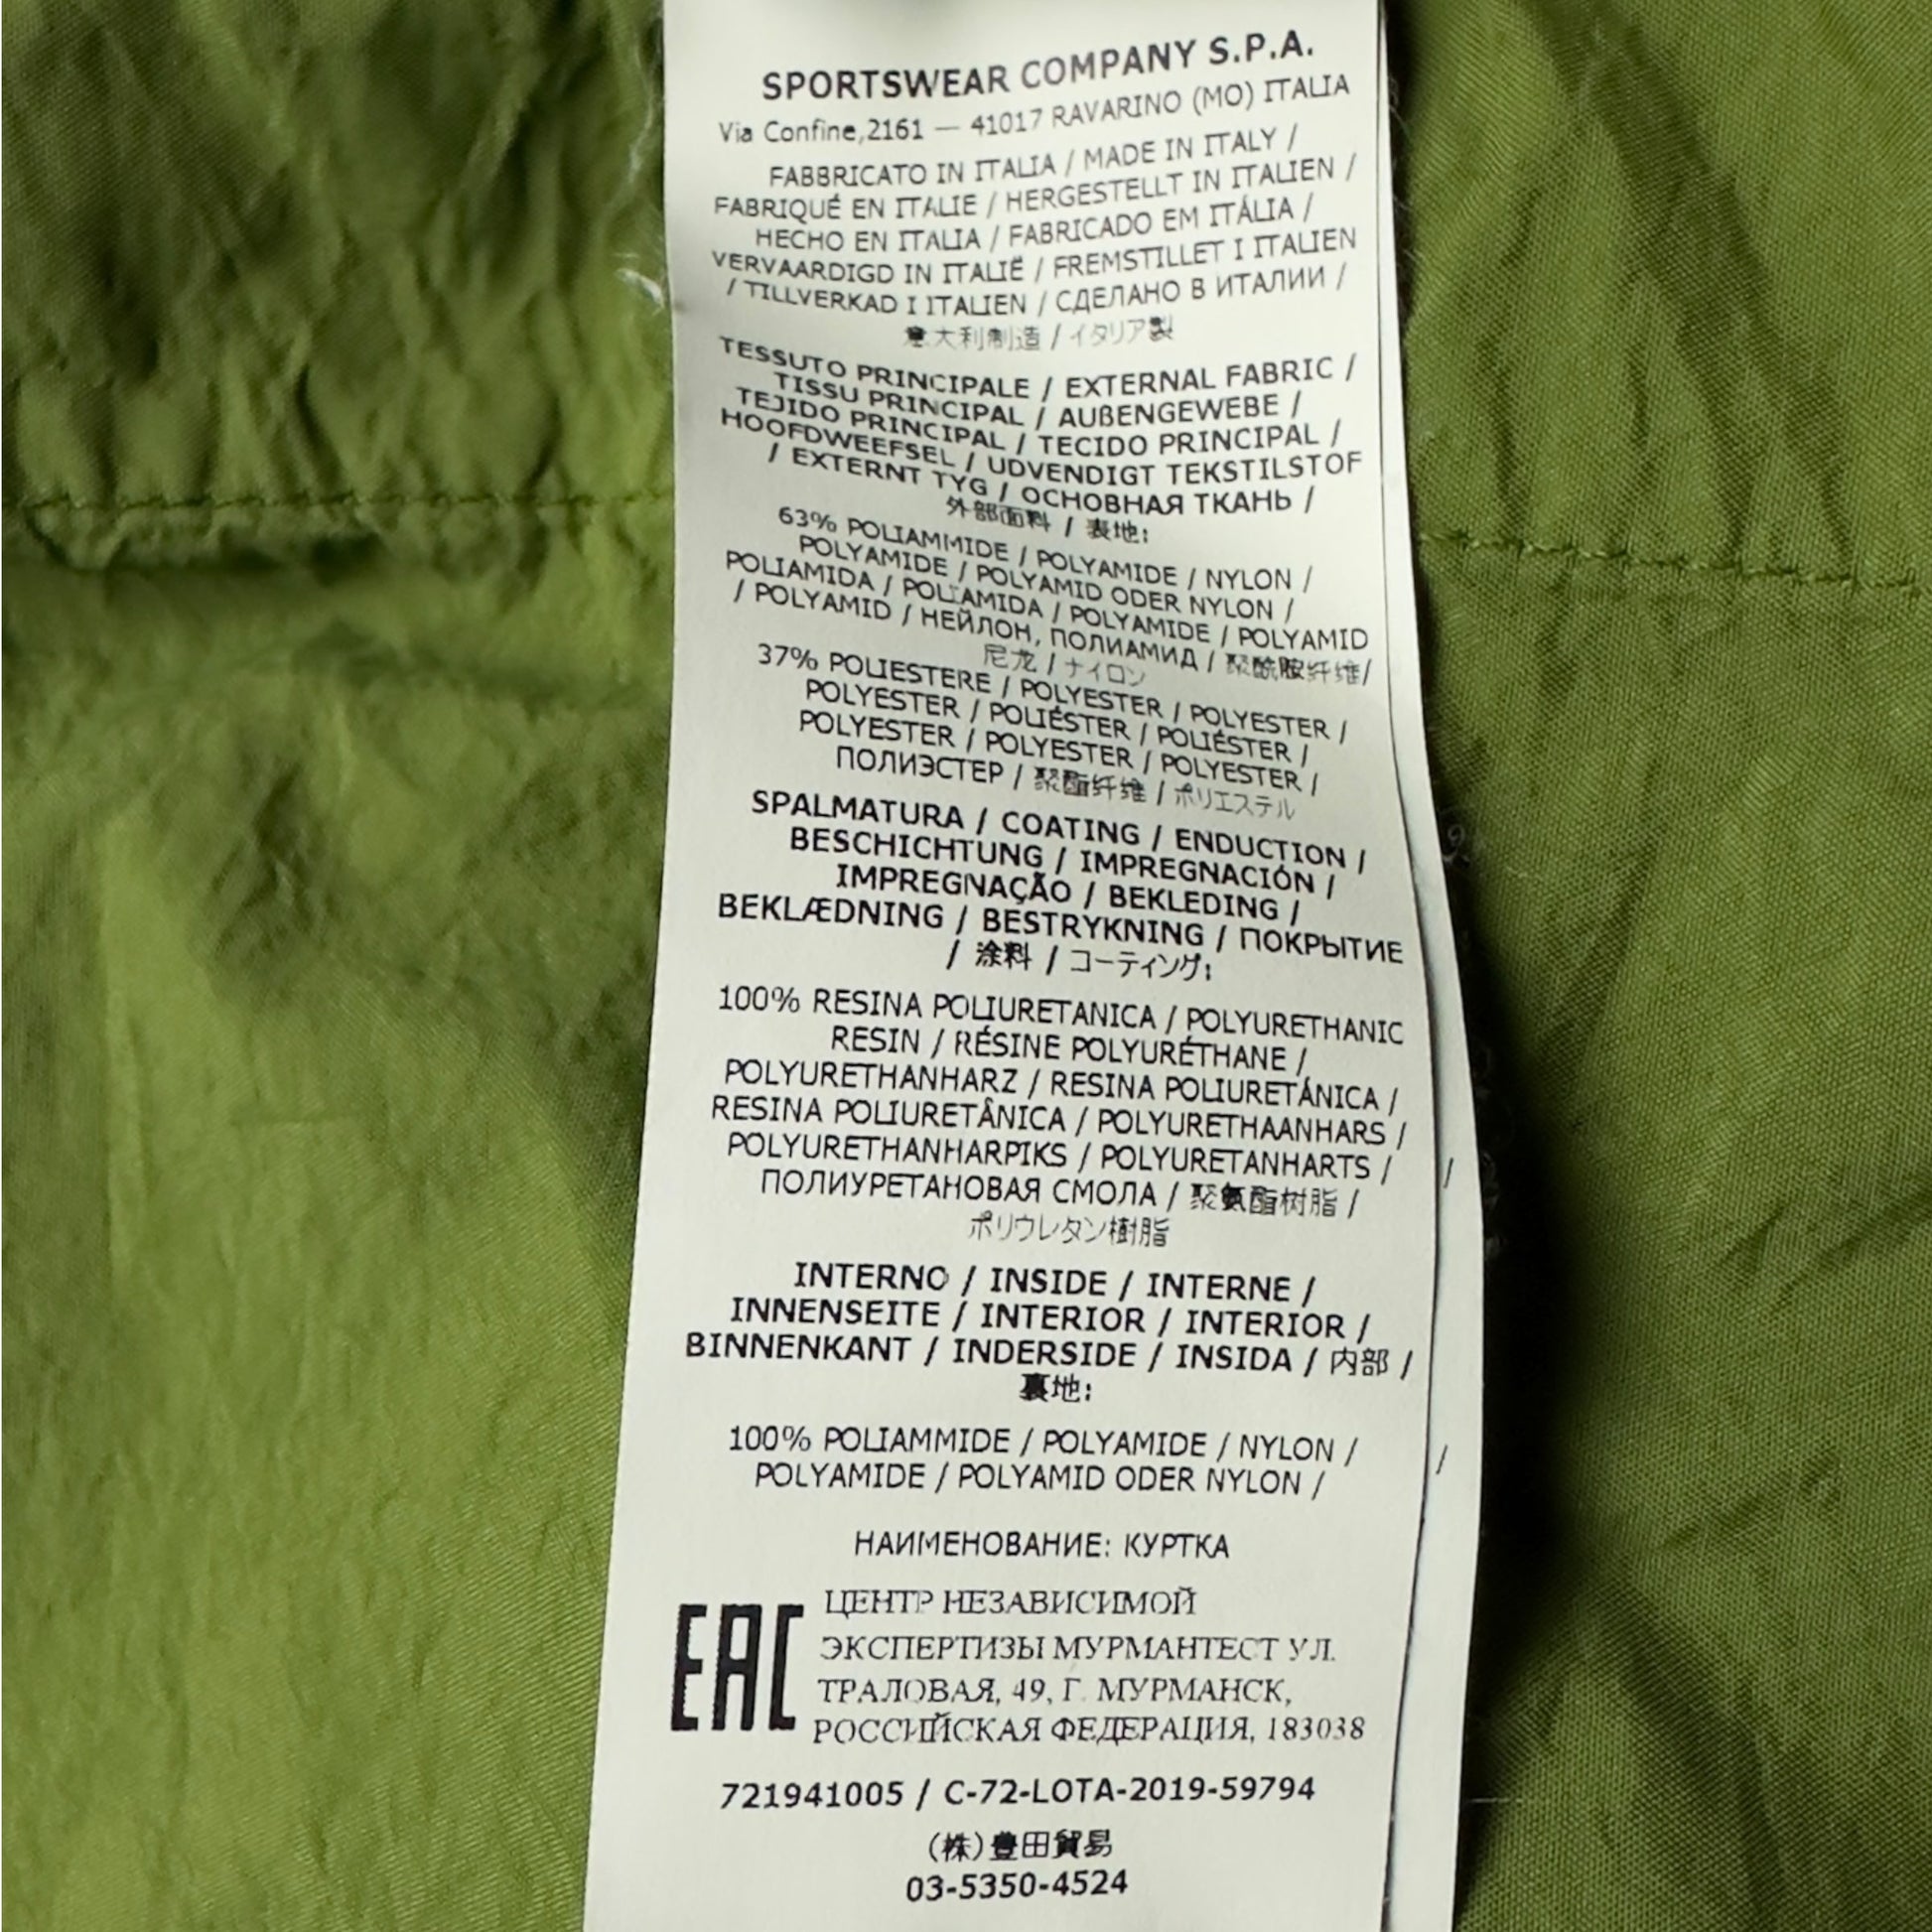 SPORTSWEAR COMPANY S.P.A.
Via Confine,2161 — 41017 RAVARINO (MO) ITALIA
FABBRICATO IN ITALIA / MADE IN ITALY /
FABRIQUÉ EN ITALIE / HERGESTELLT IN ITALIEN /
HECHO EN ITALIA / FABRICADO EM ITÁLIA /
VERVAARDIGD IN ITALIË / FREMSTILLET I ITALIEN
/ TILLVERKAD I ITALIEN / СДЕЛАНО В ИТАЛИИ /
意大利制造 / イタリア製
TESSUTO PRINCIPALE / EXTERNAL FABRIC /
TISSU PRINCIPAL / AUßENGEWEBE /
TEJIDO PRINCIPAL / TECIDO PRINCIPAL /
HOOFDWEEFSEL / UDVENDIGT TEKSTILSTOF
/ EXTERNT TYG / ОСНОВНАЯ ТКАНЬ /
外部面料 / 表地:
63% POLIAMMIDE / POLYAMIDE / NYLON /
POLYAMIDE / POLYAMID ODER NYLON /
POLIAMIDA / POLIAMIDA / POLYAMIDE / POLYAMID
/ POLYAMID / НЕЙЛОН, ПОЛИАМИД / 聚酰胺纤维/
尼龙 / ナイロン
37% POLIESTERE / POLYESTER / POLYESTER /
POLYESTER / POLIÉSTER / POLIÉSTER /
POLYESTER / POLYESTER / POLYESTER /
ПОЛИЭСТЕР / 聚酯纤维 / ポリエステル
SPALMATURA / COATING / ENDUCTION /
BESCHICHTUNG / IMPREGNACIÓN /
IMPREGNAÇÃO / BEKLEDING /
BEKLÆDNING / BESTRYKNING / ПОКРЫТИЕ
/ 涂料 / コーティング:
100% RESINA POLIURETANICA / POLYURETHANIC
RESIN / RÉSINE POLYURÉTHANE /
POLYURETHANHARZ / RESINA POLIURETÁNICA /
RESINA POLIURETÂNICA / POLYURETHAANHARS /
POLYURETHANHARPIKS / POLYURETANHARTS /
ПОЛИУРЕТАНОВАЯ СМОЛА / 聚氨酯树脂 /
ポリウレタン樹脂
INTERNO / INSIDE / INTERNE /
INNENSEITE / INTERIOR / INTERIOR /
BINNENKANT / INDERSIDE / INSIDA / 内部 /
裏地:
100% POLIAMMIDE / POLYAMIDE / NYLON /
POLYAMIDE / POLYAMID ODER NYLON /
НАИМЕНОВАНИЕ: КУРТКА
EAC
ЦЕНТР НЕЗАВИСИМОЙ
ЭКСПЕРТИЗЫ МУРМАНТЕСТ УЛ.
ТРАЛОВАЯ, 49, Г. МУРМАНСК,
РОССИЙСКАЯ ФЕДЕРАЦИЯ, 183038
721941005 / C-72-LOTA-2019-59794
(株)豊田貿易
03-5350-4524